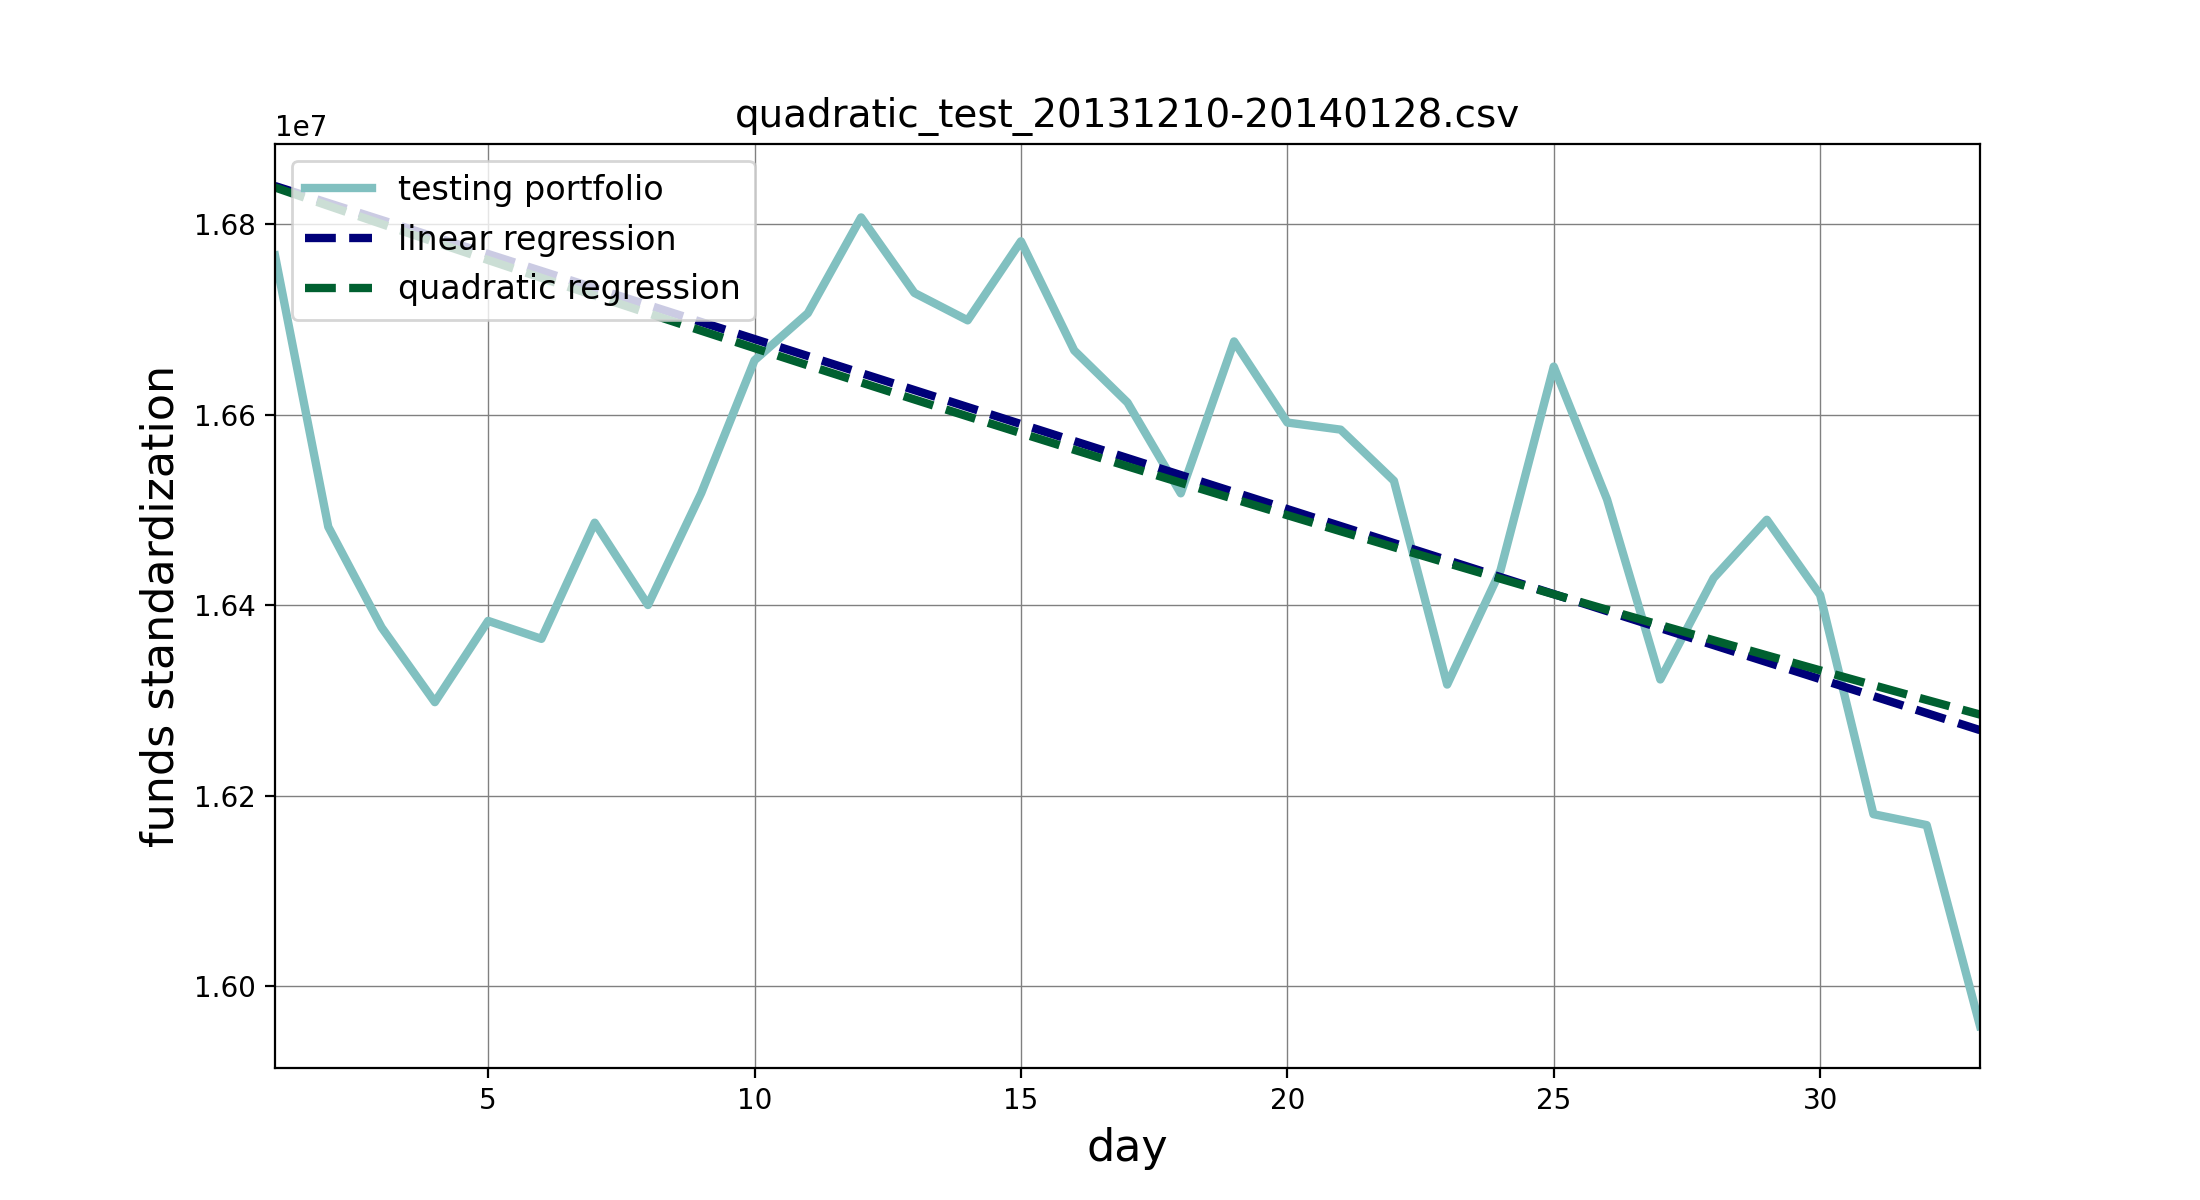 quadratic_test_20131210-20140128.csv
1e7
testing portfolio
linear regression
quadratic regression
1.68
1.66
1.64
1.62
1.60
funds standardization
5 10 15 20 25 30
day